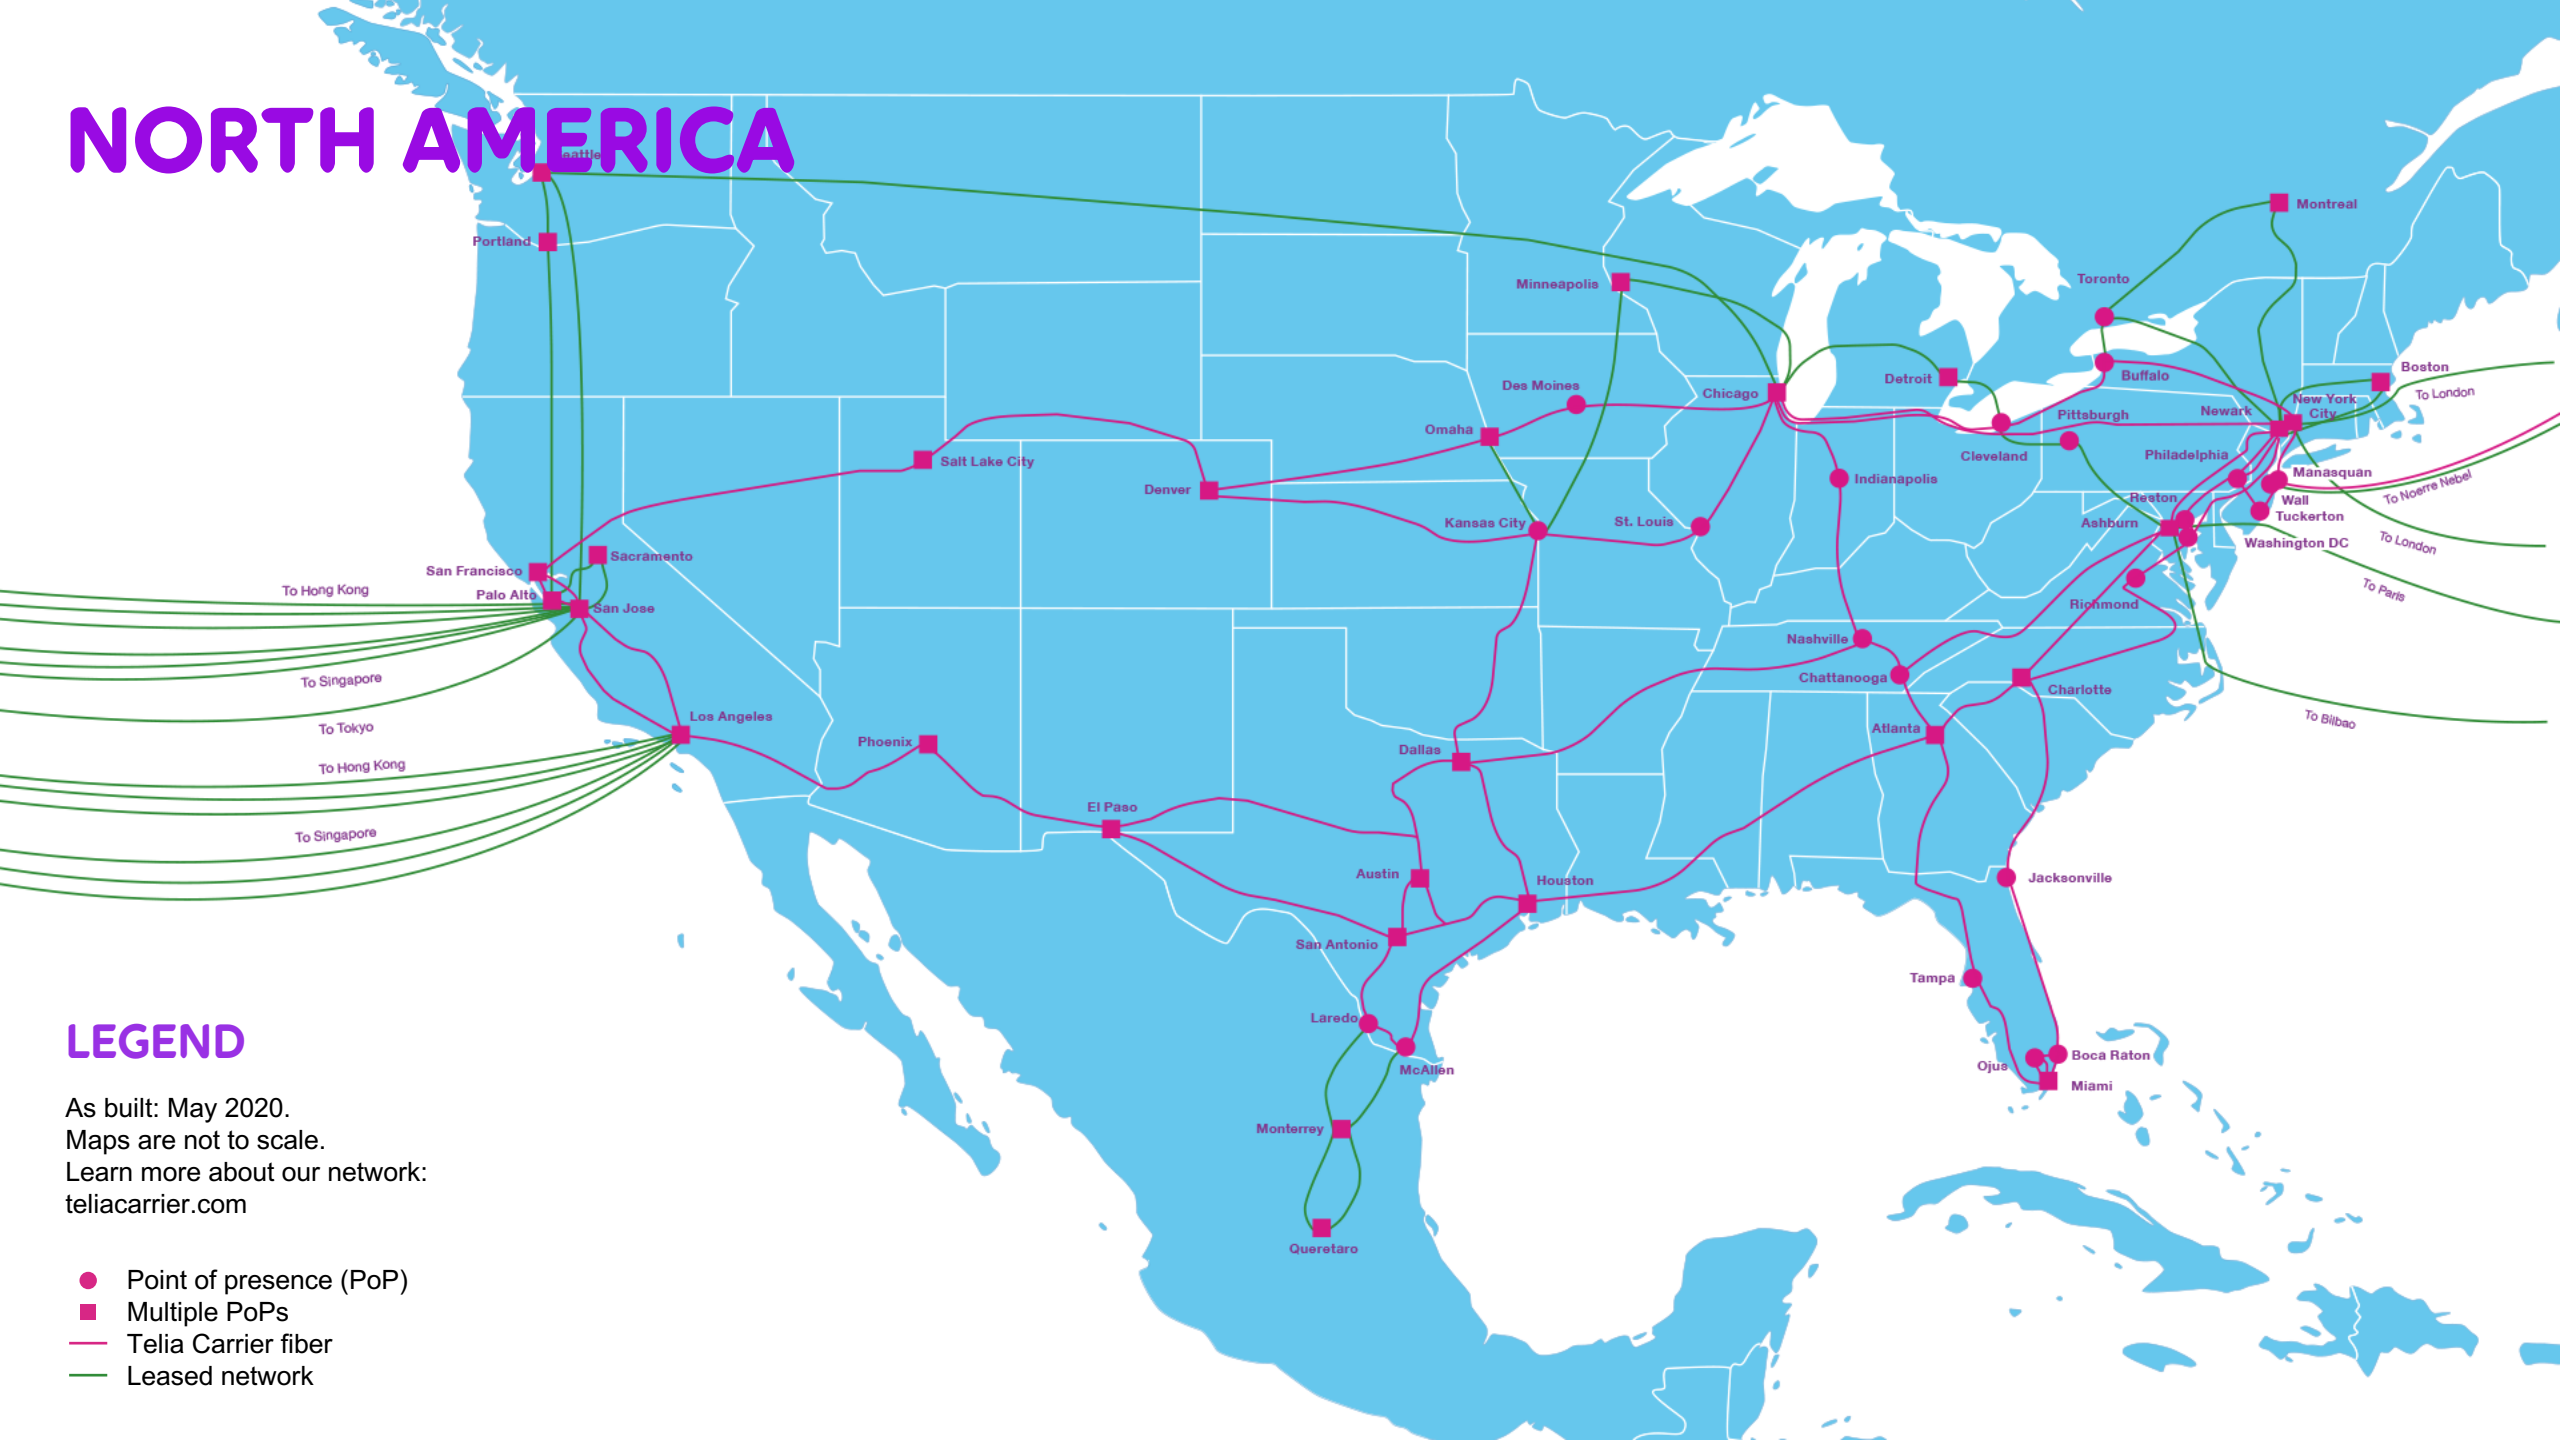 NORTH AMERICA
Seattle
Portland
Montreal
Toronto
Minneapolis
Boston
Buffalo
Detroit
Des Moines
Chicago
To London
New York
City
Newark
Pittsburgh
Omaha
Cleveland
Philadelphia
Salt Lake City
Manasquan
Indianapolis
Denver
To Noerre Nebel
Reston
Wall
Tuckerton
Kansas City
St. Louis
Ashburn
Washington DC
To London
Sacramento
San Francisco
To Hong Kong
Palo Alto
To Paris
San Jose
Richmond
Nashville
Chattanooga
To Singapore
Charlotte
Los Angeles
To Bilbao
To Tokyo
Atlanta
Phoenix
Dallas
To Hong Kong
El Paso
To Singapore
Austin
Houston
Jacksonville
San Antonio
Tampa
Laredo
LEGEND
Boca Raton
Ojus
McAllen
Miami
As built: May 2020.
Maps are not to scale.
Learn more about our network:
teliacarrier.com
Monterrey
Queretaro
Point of presence (PoP)
Multiple PoPs
Telia Carrier fiber
Leased network